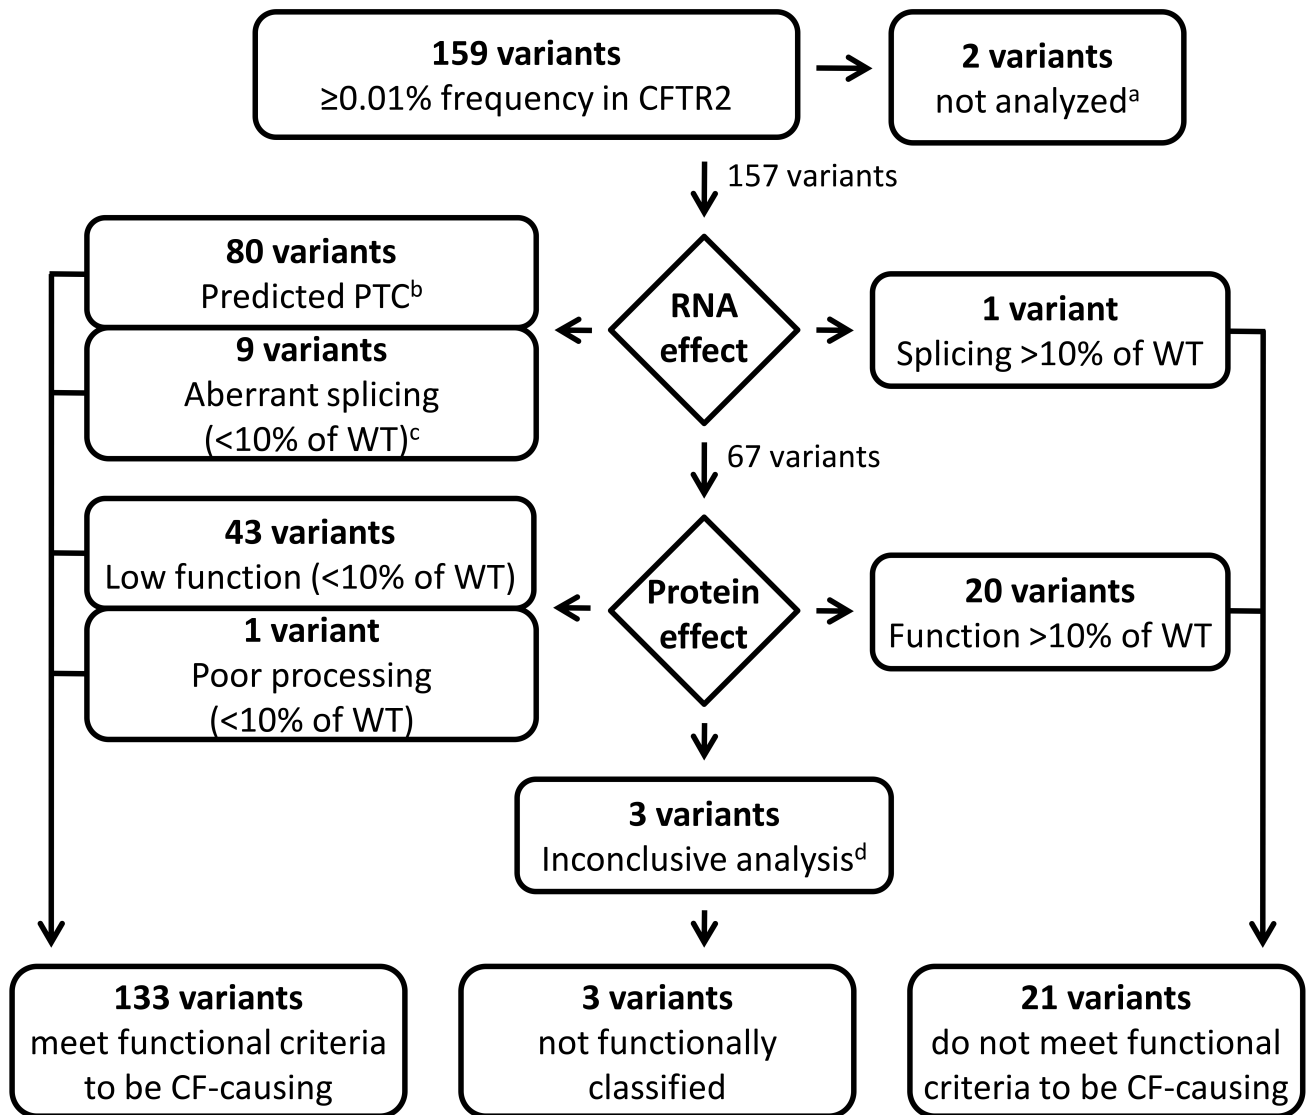 159 variants
≥0.01% frequency in CFTR2
2 variants
not analyzedᵃ
157 variants
80 variants
Predicted PTCᵇ
9 variants
Aberrant splicing
(<10% of WT)ᶜ
RNA
effect
1 variant
Splicing >10% of WT
67 variants
43 variants
Low function (<10% of WT)
1 variant
Poor processing
(<10% of WT)
Protein
effect
20 variants
Function >10% of WT
3 variants
Inconclusive analysisᵈ
133 variants
meet functional criteria
to be CF-causing
3 variants
not functionally
classified
21 variants
do not meet functional
criteria to be CF-causing